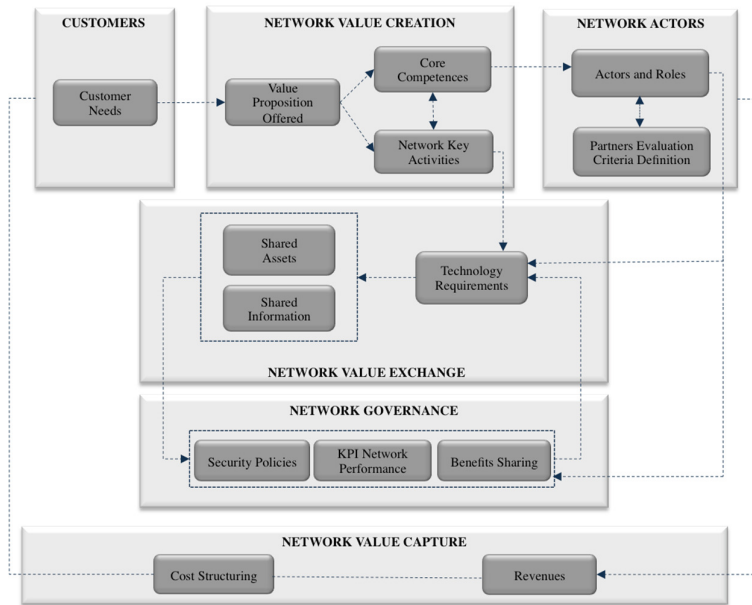 CUSTOMERS
Customer
Needs
NETWORK VALUE CREATION
Value
Proposition
Offered
Core
Competences
Network Key
Activities
NETWORK ACTORS
Actors and Roles
Partners Evaluation
Criteria Definition
Shared
Assets
Shared
Information
Technology
Requirements
NETWORK VALUE EXCHANGE
NETWORK GOVERNANCE
Security Policies
KPI Network
Performance
Benefits Sharing
NETWORK VALUE CAPTURE
Cost Structuring
Revenues